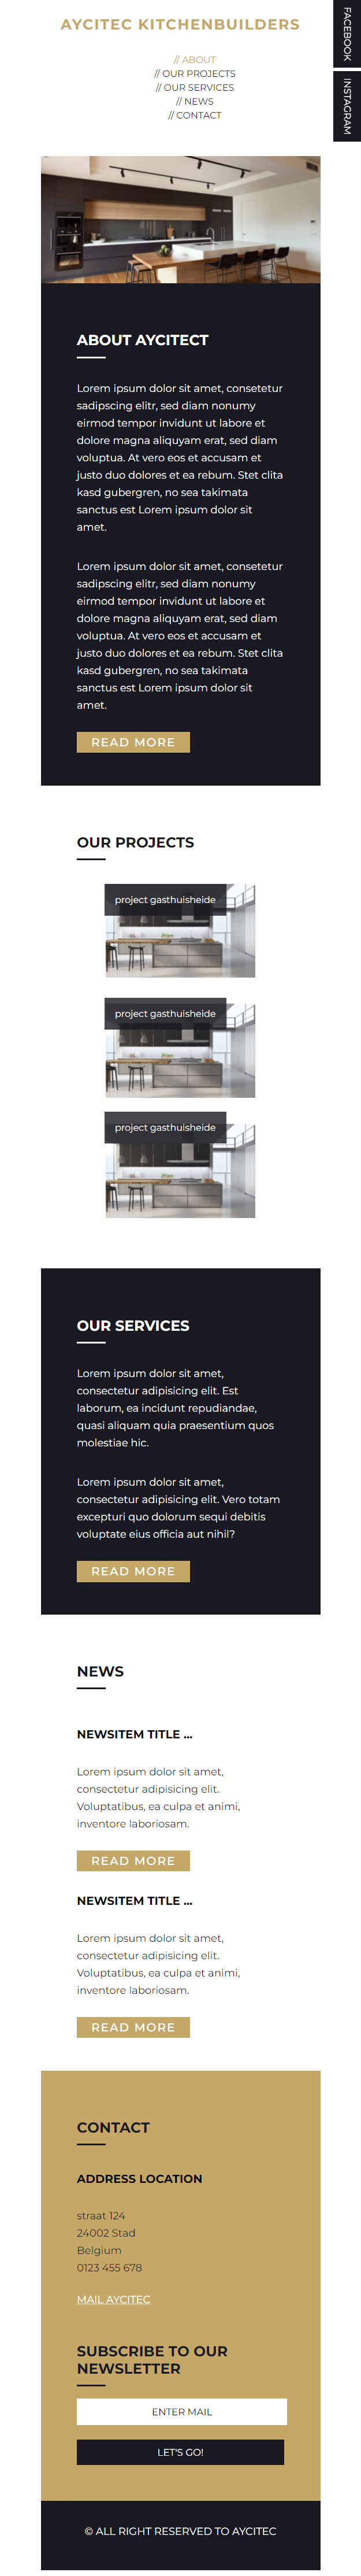 AYCITEC KITCHENBUILDERS
FACEBOOK
INSTAGRAM
// ABOUT
// OUR PROJECTS
// OUR SERVICES
// NEWS
// CONTACT
ABOUT AYCITECT
Lorem ipsum dolor sit amet, consetetur
sadipscing elitr, sed diam nonumy
eirmod tempor invidunt ut labore et
dolore magna aliquyam erat, sed diam
voluptua. At vero eos et accusam et
justo duo dolores et ea rebum. Stet clita
kasd gubergren, no sea takimata
sanctus est Lorem ipsum dolor sit
amet.
Lorem ipsum dolor sit amet, consetetur
sadipscing elitr, sed diam nonumy
eirmod tempor invidunt ut labore et
dolore magna aliquyam erat, sed diam
voluptua. At vero eos et accusam et
justo duo dolores et ea rebum. Stet clita
kasd gubergren, no sea takimata
sanctus est Lorem ipsum dolor sit
amet.
READ MORE
OUR PROJECTS
project gasthuisheide
project gasthuisheide
project gasthuisheide
OUR SERVICES
Lorem ipsum dolor sit amet,
consectetur adipisicing elit. Est
laborum, ea incidunt repudiandae,
quasi aliquam quia praesentium quos
molestiae hic.
Lorem ipsum dolor sit amet,
consectetur adipisicing elit. Vero totam
excepturi quo dolorum sequi debitis
voluptate eius officia aut nihil?
READ MORE
NEWS
NEWSITEM TITLE ...
Lorem ipsum dolor sit amet,
consectetur adipisicing elit.
Voluptatibus, ea culpa et animi,
inventore laboriosam.
READ MORE
NEWSITEM TITLE ...
Lorem ipsum dolor sit amet,
consectetur adipisicing elit.
Voluptatibus, ea culpa et animi,
inventore laboriosam.
READ MORE
CONTACT
ADDRESS LOCATION
straat 124
24002 Stad
Belgium
0123 455 678
MAIL AYCITEC
SUBSCRIBE TO OUR
NEWSLETTER
ENTER MAIL
LET'S GO!
© ALL RIGHT RESERVED TO AYCITEC